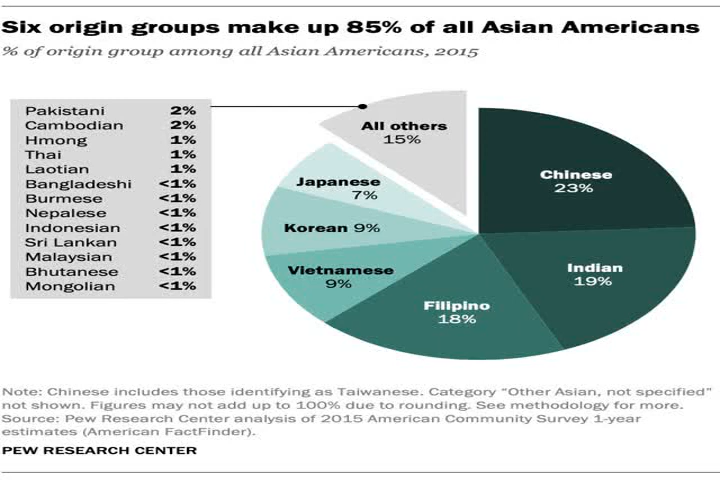 Six origin groups make up 85% of all Asian Americans
% of origin group among all Asian Americans, 2015
Pakistani 2%
Cambodian 2%
Hmong 1%
Thai 1%
Laotian 1%
Bangladeshi <1%
Burmese <1%
Nepalese <1%
Indonesian <1%
Sri Lankan <1%
Malaysian <1%
Bhutanese <1%
Mongolian <1%
All others
15%
Chinese
23%
Indian
19%
Filipino
18%
Vietnamese
9%
Korean 9%
Japanese
7%
Note: Chinese includes those identifying as Taiwanese. Category “Other Asian, not specified”
not shown. Figures may not add up to 100% due to rounding. See methodology for more.
Source: Pew Research Center analysis of 2015 American Community Survey 1-year
estimates (American FactFinder).
PEW RESEARCH CENTER